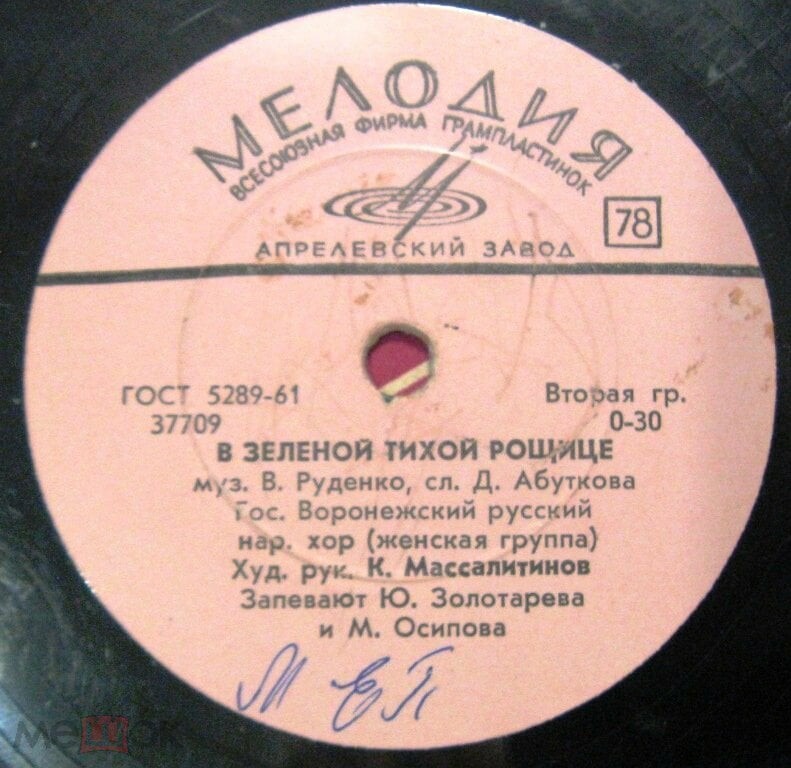 МЕЛОДИЯ
ВСЕСОЮЗНАЯ ФИРМА ГРАМПЛАСТИНОК
78
АПРЕЛЕВСКИЙ ЗАВОД
ГОСТ 5289-61 Вторая гр.
37709 0-30
В ЗЕЛЕНОЙ ТИХОЙ РОЩИЦЕ
муз. В. Руденко, сл. Д. Абуткова
Гос. Воронежский русский
нар. хор (женская группа)
Худ. рук. К. Массалитинов
Запевают Ю. Золотарева
и М. Осипова
мешок